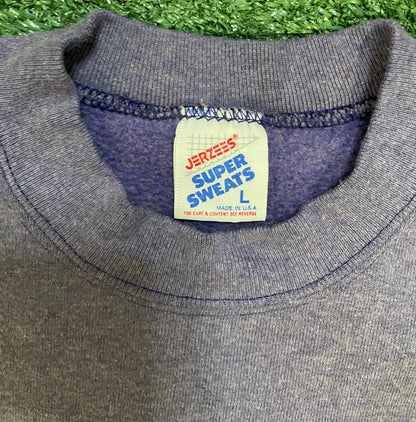 JERZEES®
SUPER
SWEATS
L
MADE IN U.S.A.
FOR CARE & CONTENT SEE REVERSE